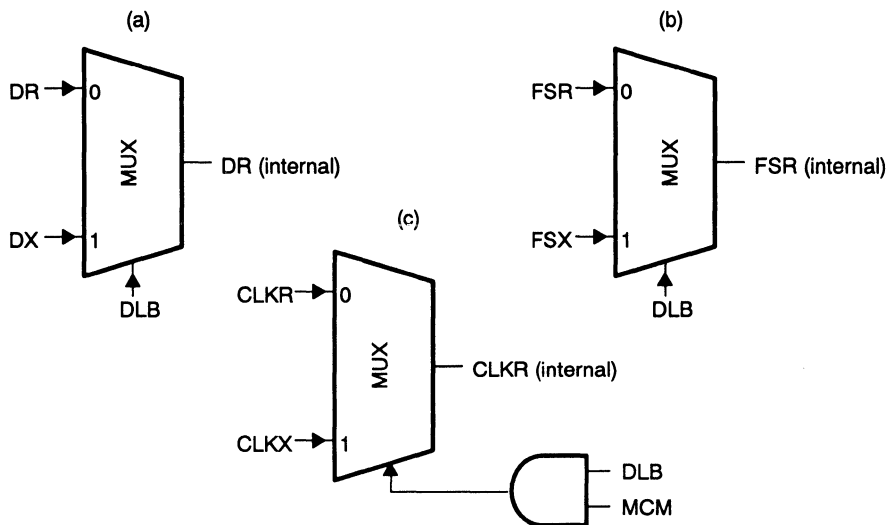 (a)
DR
0
MUX
DR (internal)
DX
1
DLB
(b)
FSR
0
MUX
FSR (internal)
FSX
1
DLB
(c)
CLKR
0
MUX
CLKR (internal)
CLKX
1
DLB
MCM